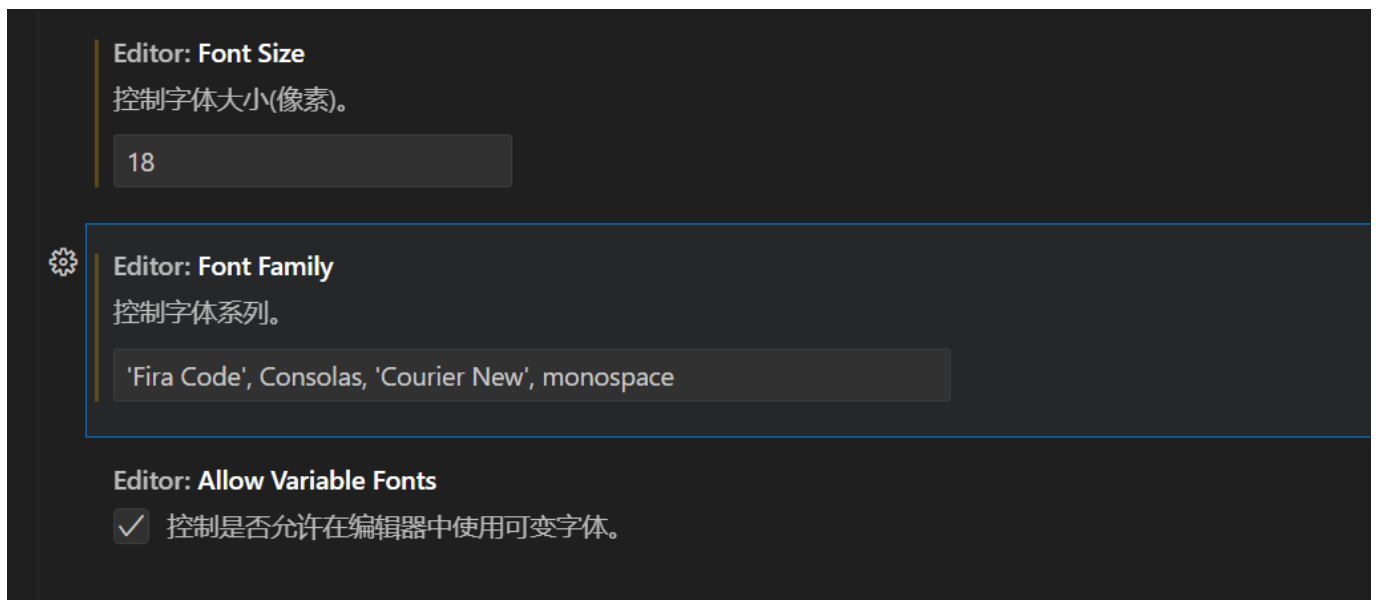 Editor: Font Size
控制字体大小(像素)。
18
Editor: Font Family
控制字体系列。
'Fira Code', Consolas, 'Courier New', monospace
Editor: Allow Variable Fonts
控制是否允许在编辑器中使用可变字体。